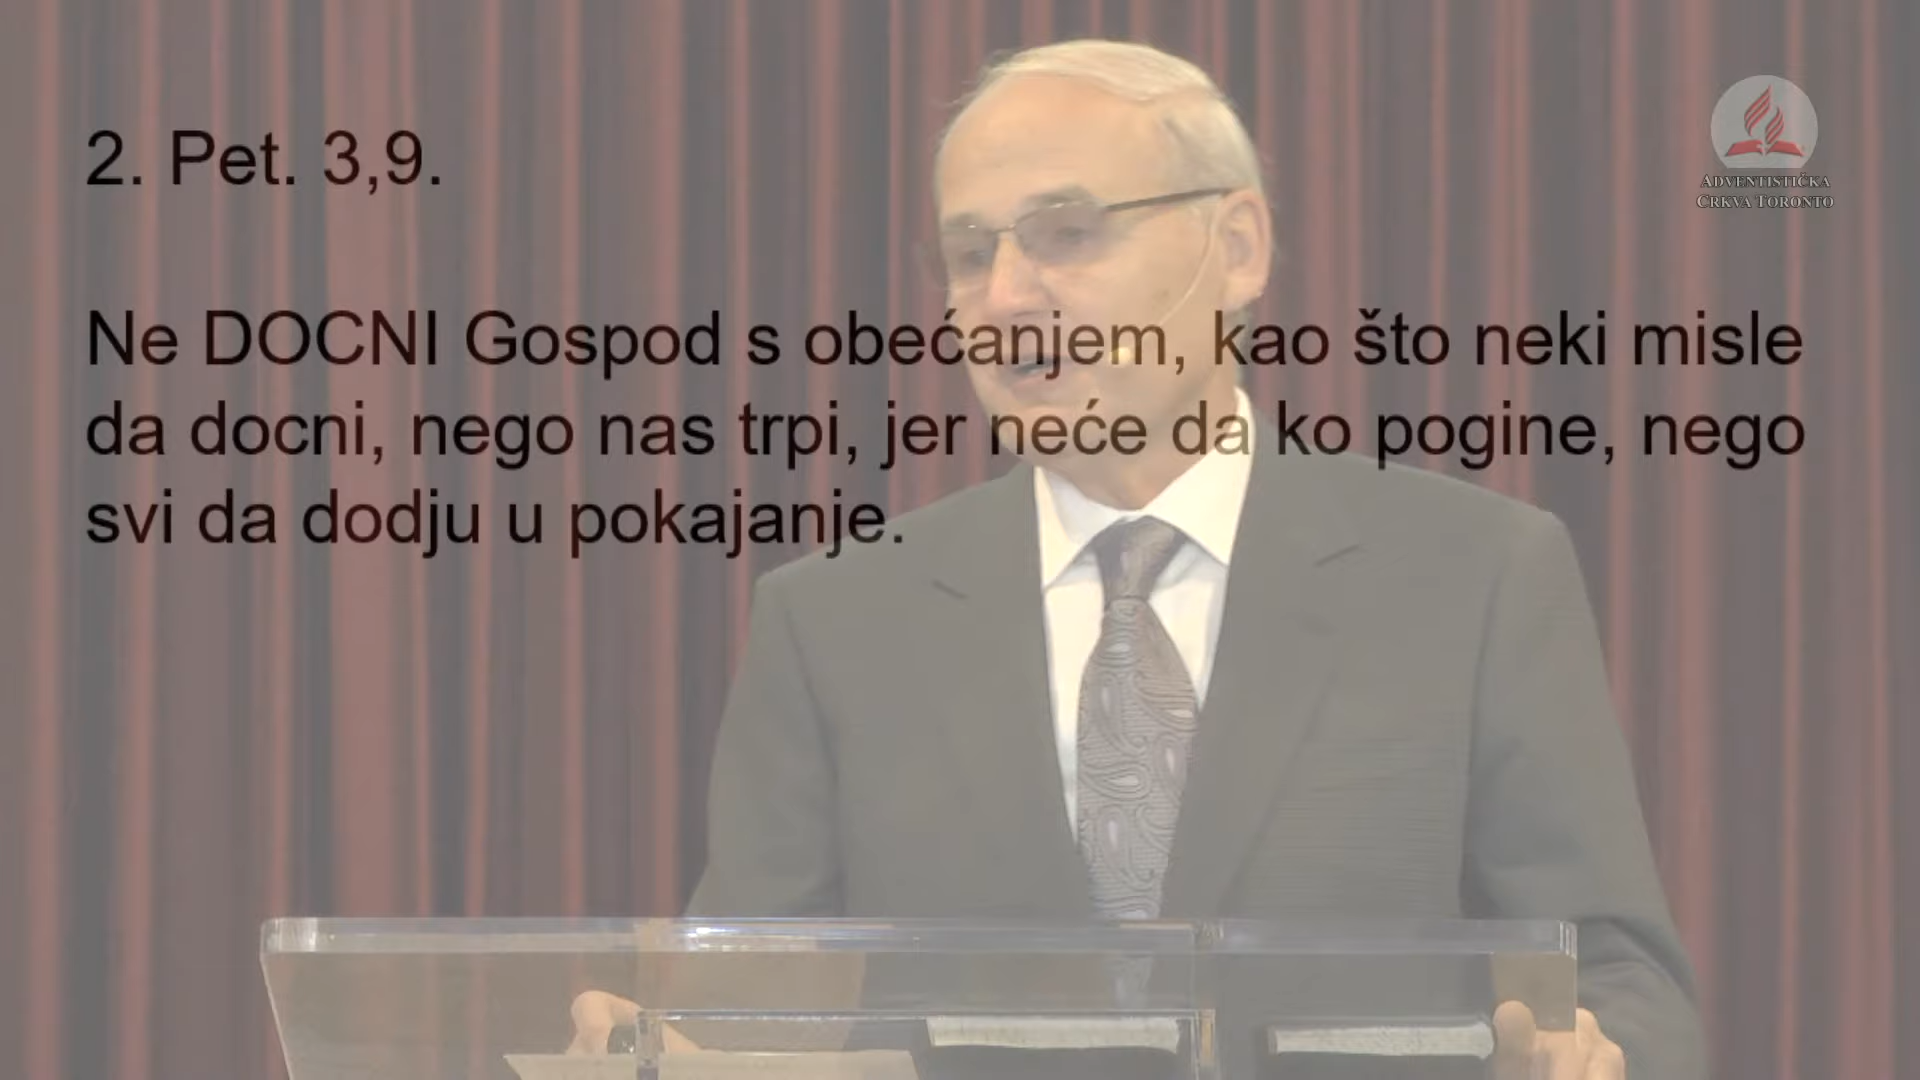 2. Pet. 3,9.
ADVENTISTIČKA
CRKVA TORONTO
Ne DOCNI Gospod s obećanjem, kao što neki misle
da docni, nego nas trpi, jer neće da ko pogine, nego
svi da dodju u pokajanje.